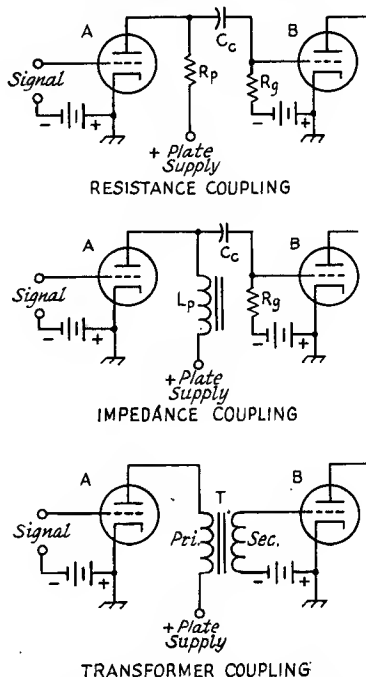 A
B
Signal
Cc
Rp
Rg
- +
- +
+ Plate
Supply
RESISTANCE COUPLING
A
B
Signal
Cc
Lp
Rg
- +
- +
+ Plate
Supply
IMPEDANCE COUPLING
A
T
B
Signal
Pri.
Sec.
- +
- +
+ Plate
Supply
TRANSFORMER COUPLING